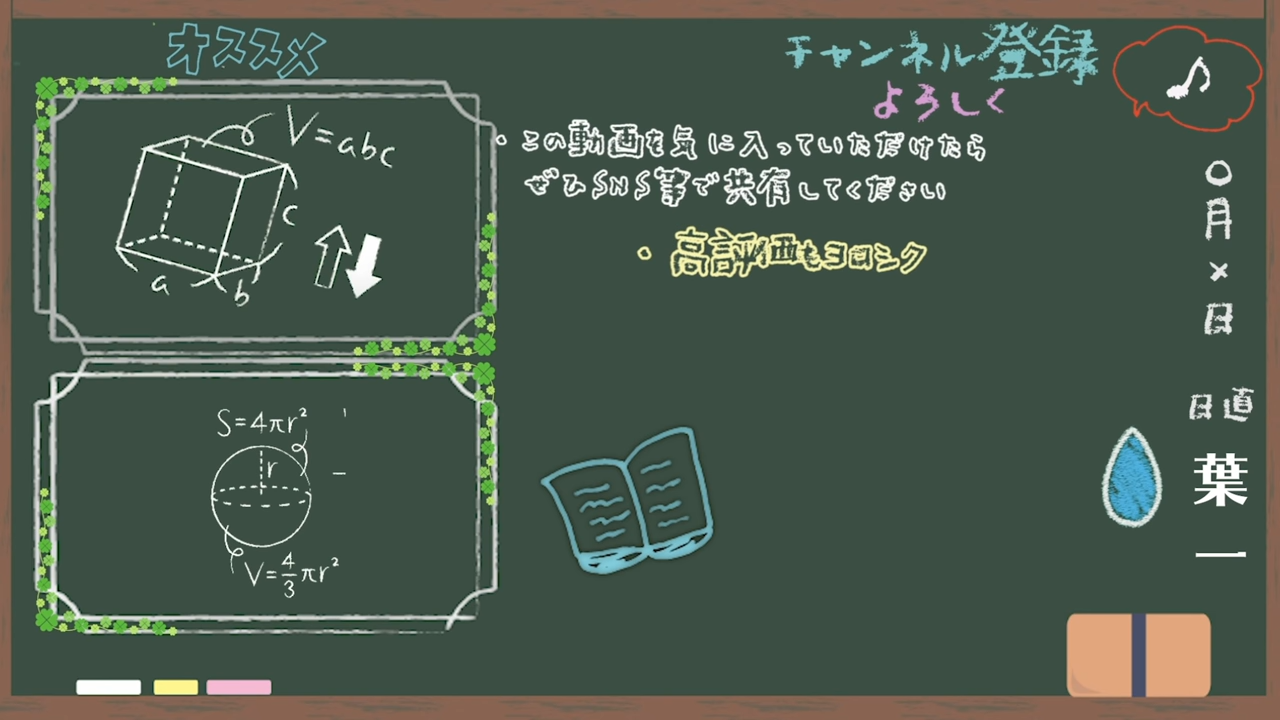 オススメ
V=abc
c
a
b
S=4πr²
r
V=4/3πr²
チャンネル登録
よろしく
・この動画を気に入っていただけたら
ぜひSNS等で共有してください
・高評価もヨロシク
○月×日
日直
葉一